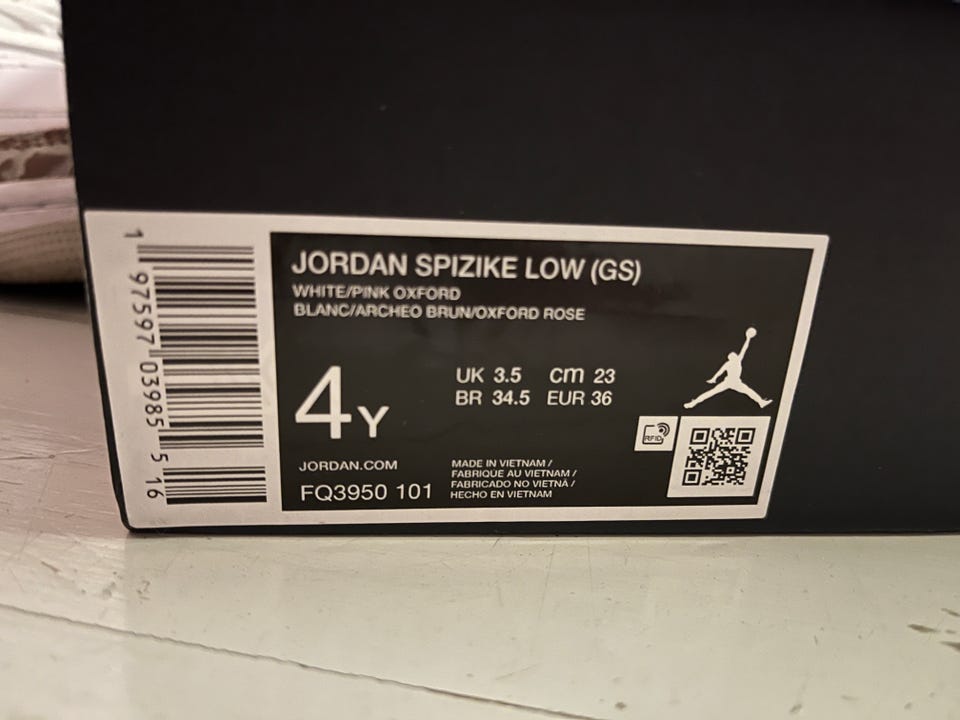 JORDAN SPIZIKE LOW (GS)
WHITE/PINK OXFORD
BLANC/ARCHEO BRUN/OXFORD ROSE
4Y
UK 3.5 cm 23
BR 34.5 EUR 36
RFID
JORDAN.COM
FQ3950 101
MADE IN VIETNAM /
FABRIQUE AU VIETNAM /
FABRICADO NO VIETNÃ /
HECHO EN VIETNAM
1 97597 03985 5 16